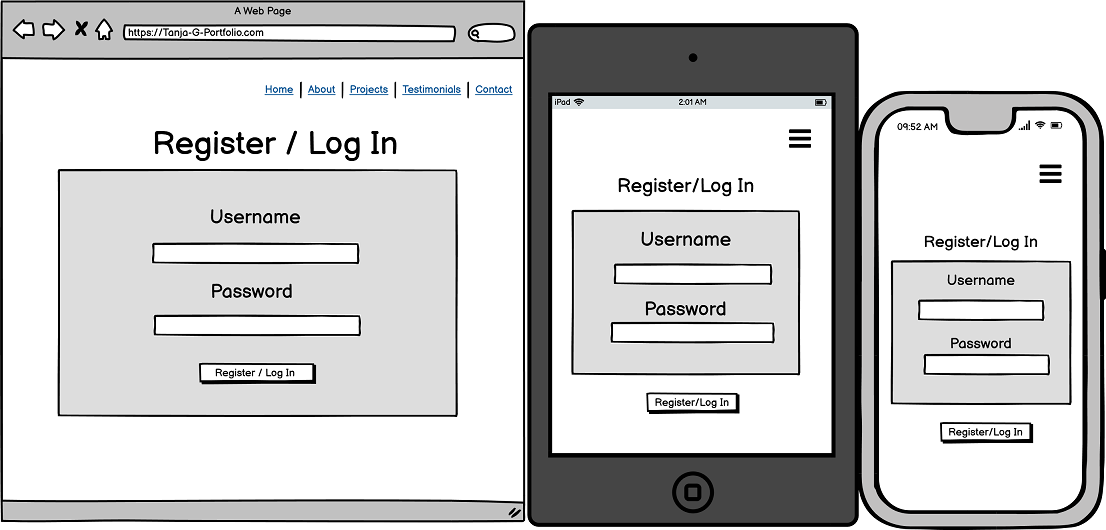 A Web Page
https://Tanja-G-Portfolio.com
Home | About | Projects | Testimonials | Contact
Register / Log In
Username
Password
Register / Log In
iPad 2:01 AM
Register/Log In
Username
Password
Register/Log In
09:52 AM
Register/Log In
Username
Password
Register/Log In